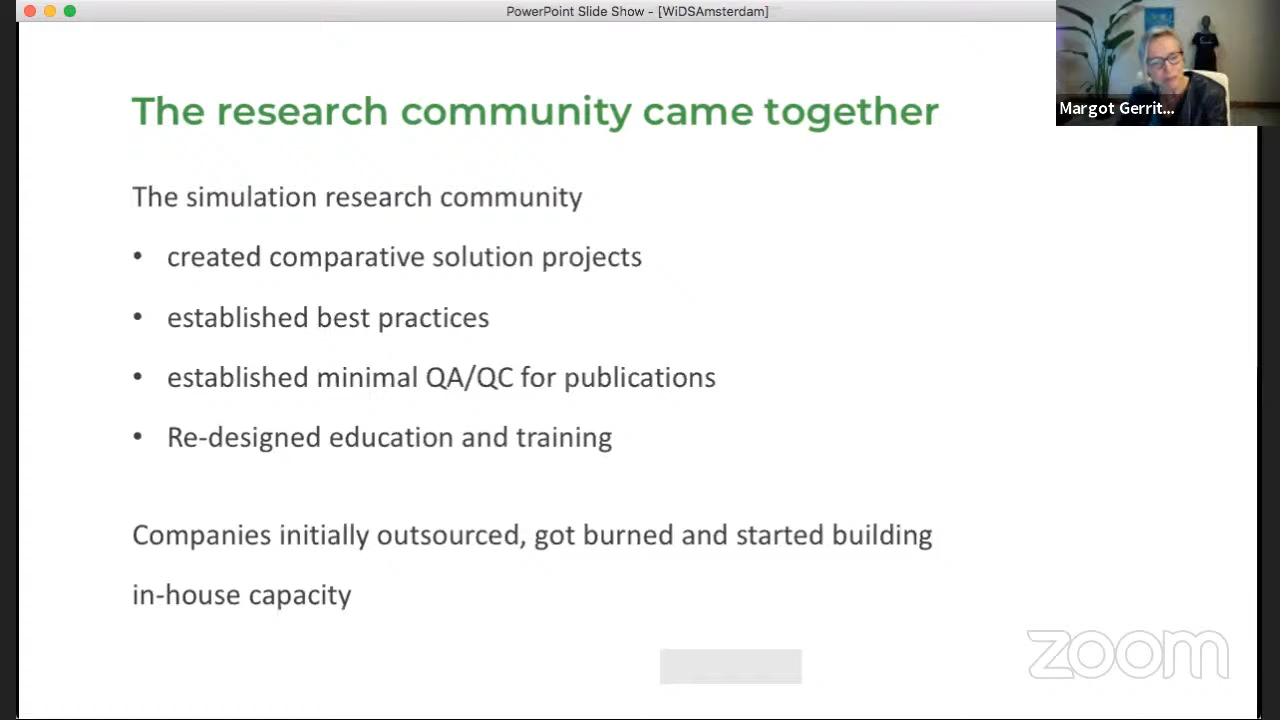 PowerPoint Slide Show - [WiDSAmsterdam]
Margot Gerrit...
The research community came together
The simulation research community
• created comparative solution projects
• established best practices
• established minimal QA/QC for publications
• Re-designed education and training
Companies initially outsourced, got burned and started building
in-house capacity
zoom